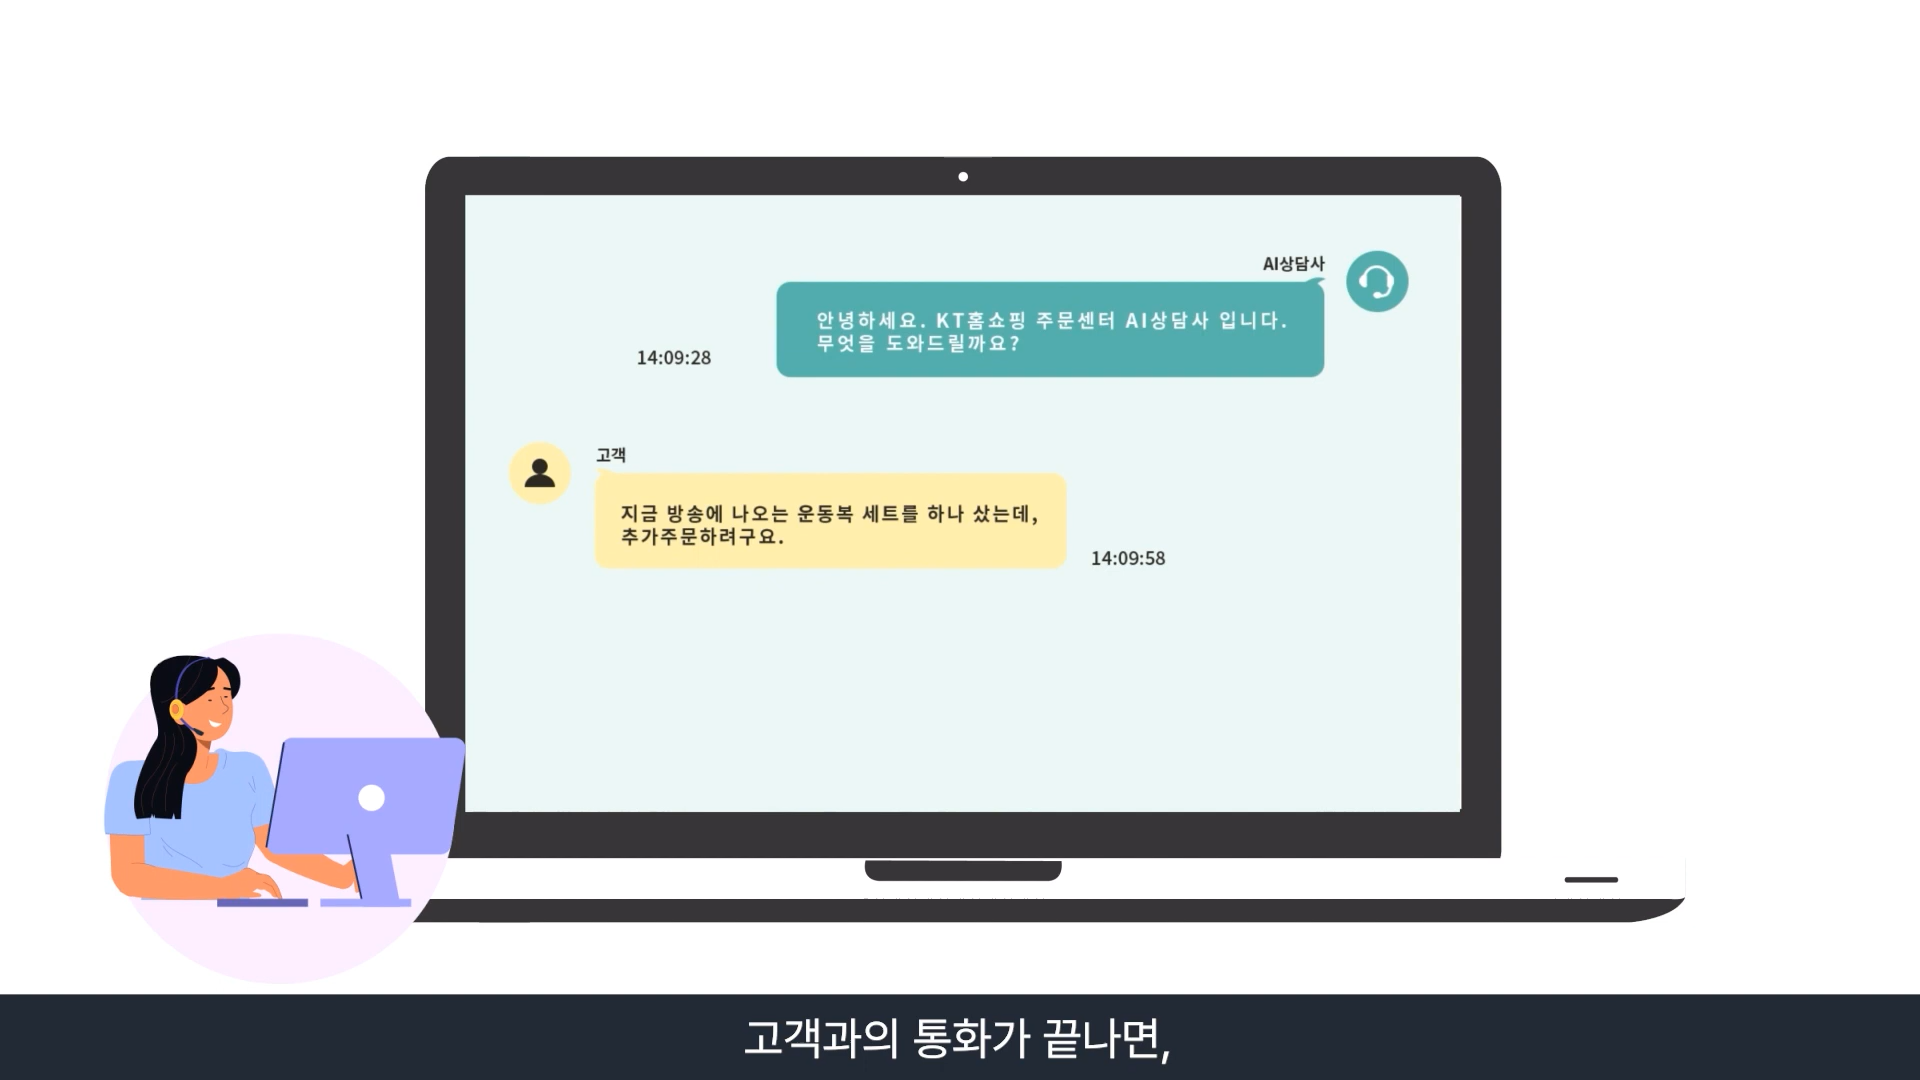 AI상담사
안녕하세요. KT홈쇼핑 주문센터 AI상담사 입니다.
무엇을 도와드릴까요?
14:09:28
고객
지금 방송에 나오는 운동복 세트를 하나 샀는데,
추가주문하려구요.
14:09:58
고객과의 통화가 끝나면,